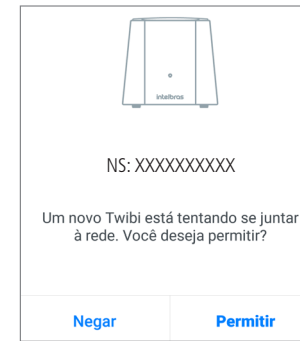 intelbras
NS: XXXXXXXXXX
Um novo Twibi está tentando se juntar
à rede. Você deseja permitir?
Negar Permitir